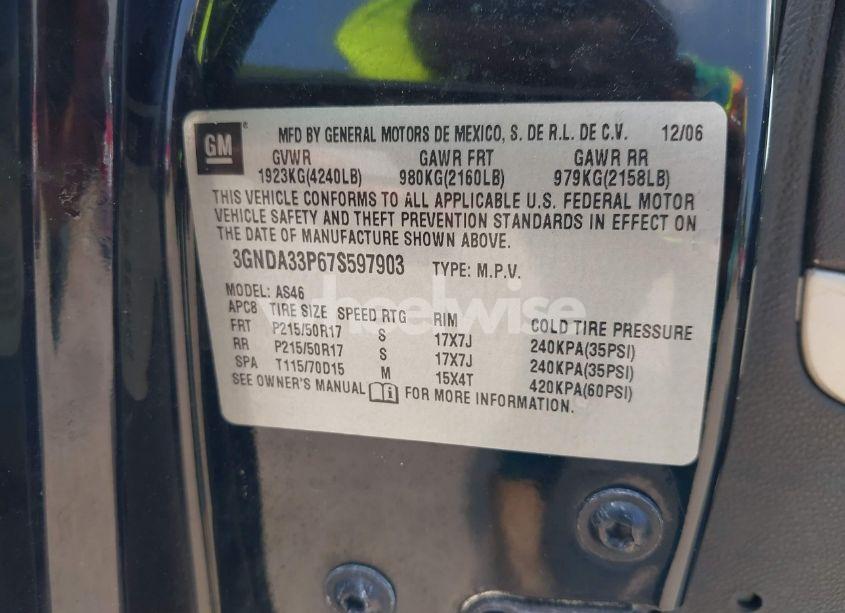 GM
MFD BY GENERAL MOTORS DE MEXICO, S. DE R.L. DE C.V. 12/06
GVWR GAWR FRT GAWR RR
1923KG(4240LB) 980KG(2160LB) 979KG(2158LB)
THIS VEHICLE CONFORMS TO ALL APPLICABLE U.S. FEDERAL MOTOR
VEHICLE SAFETY AND THEFT PREVENTION STANDARDS IN EFFECT ON
THE DATE OF MANUFACTURE SHOWN ABOVE.
3GNDA33P67S597903 TYPE: M.P.V.
MODEL: AS46
APC8 TIRE SIZE SPEED RTG RIM COLD TIRE PRESSURE
FRT P215/50R17 S 17X7J 240KPA(35PSI)
RR P215/50R17 S 17X7J 240KPA(35PSI)
SPA T115/70D15 M 15X4T 420KPA(60PSI)
SEE OWNER'S MANUAL FOR MORE INFORMATION.
wheelwise